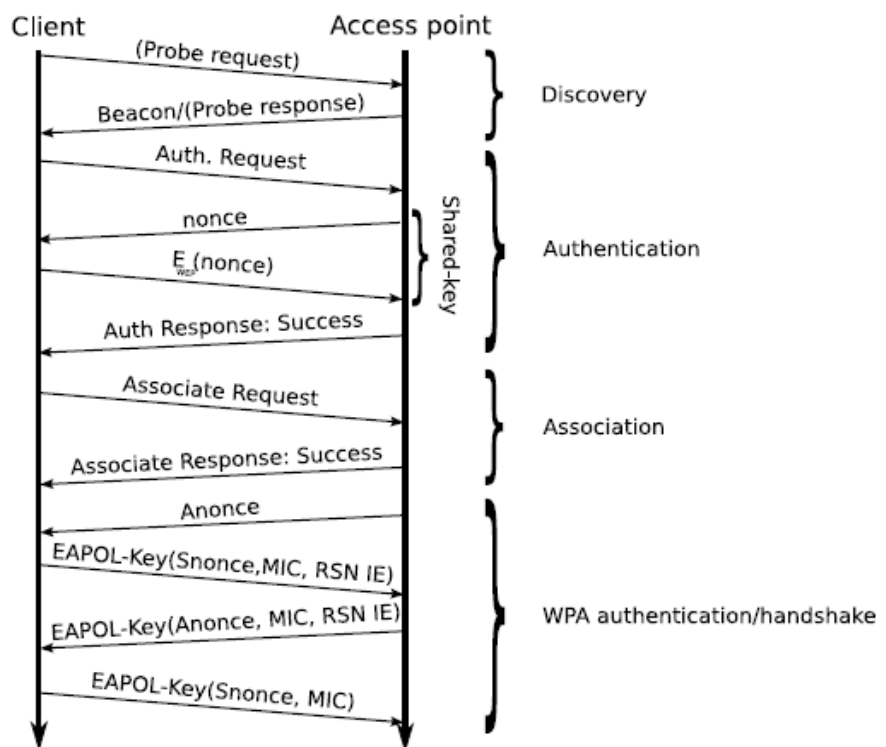 Client
Access point
(Probe request)
Discovery
Beacon/(Probe response)
Auth. Request
nonce
Shared-key
Authentication
E WEP (nonce)
Auth Response: Success
Associate Request
Association
Associate Response: Success
Anonce
EAPOL-Key(Snonce,MIC, RSN IE)
WPA authentication/handshake
EAPOL-Key(Anonce, MIC, RSN IE)
EAPOL-Key(Snonce, MIC)